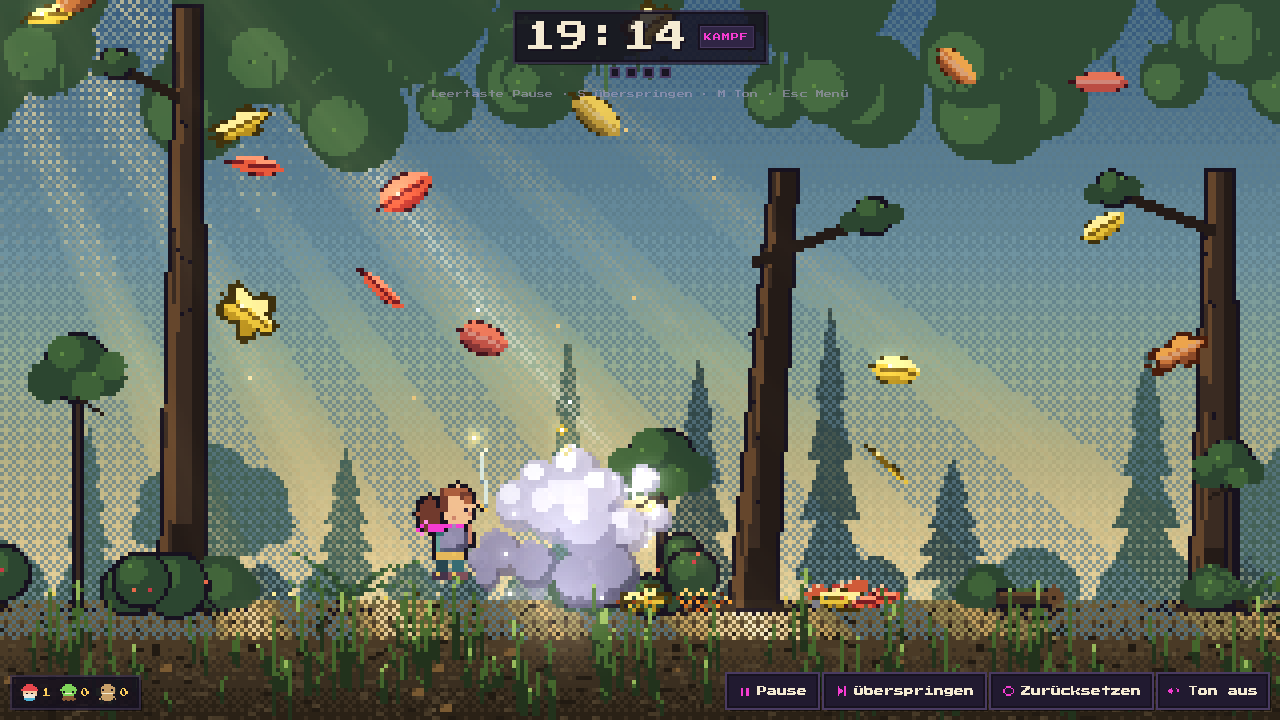 19:14 KAMPF
Leertaste Pause · S überspringen · M Ton · Esc Menü
1 0 0
Pause überspringen Zurücksetzen Ton aus